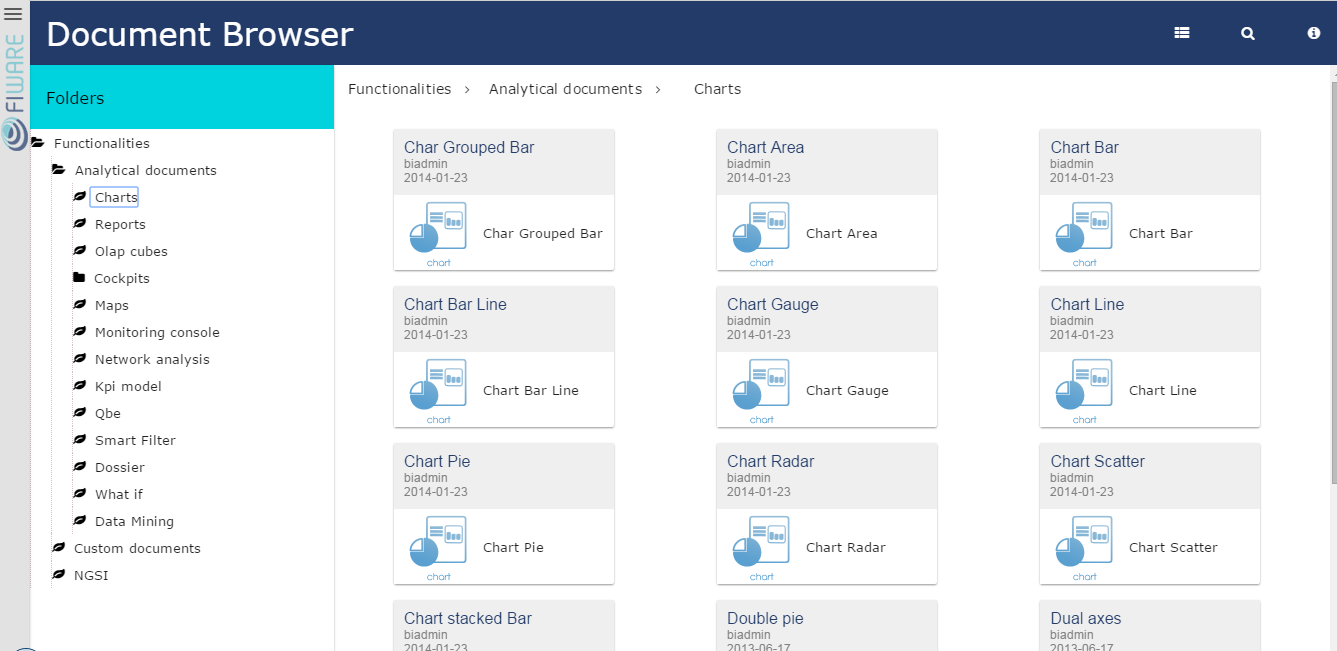 Document Browser
FIWARE
Folders
Functionalities
Analytical documents
Charts
Reports
Olap cubes
Cockpits
Maps
Monitoring console
Network analysis
Kpi model
Qbe
Smart Filter
Dossier
What if
Data Mining
Custom documents
NGSI
Functionalities > Analytical documents > Charts
Char Grouped Bar
biadmin
2014-01-23
chart
Char Grouped Bar
Chart Area
biadmin
2014-01-23
chart
Chart Area
Chart Bar
biadmin
2014-01-23
chart
Chart Bar
Chart Bar Line
biadmin
2014-01-23
chart
Chart Bar Line
Chart Gauge
biadmin
2014-01-23
chart
Chart Gauge
Chart Line
biadmin
2014-01-23
chart
Chart Line
Chart Pie
biadmin
2014-01-23
chart
Chart Pie
Chart Radar
biadmin
2014-01-23
chart
Chart Radar
Chart Scatter
biadmin
2014-01-23
chart
Chart Scatter
Chart stacked Bar
biadmin
2014-01-23
Double pie
biadmin
2013-06-17
Dual axes
biadmin
2013-06-17